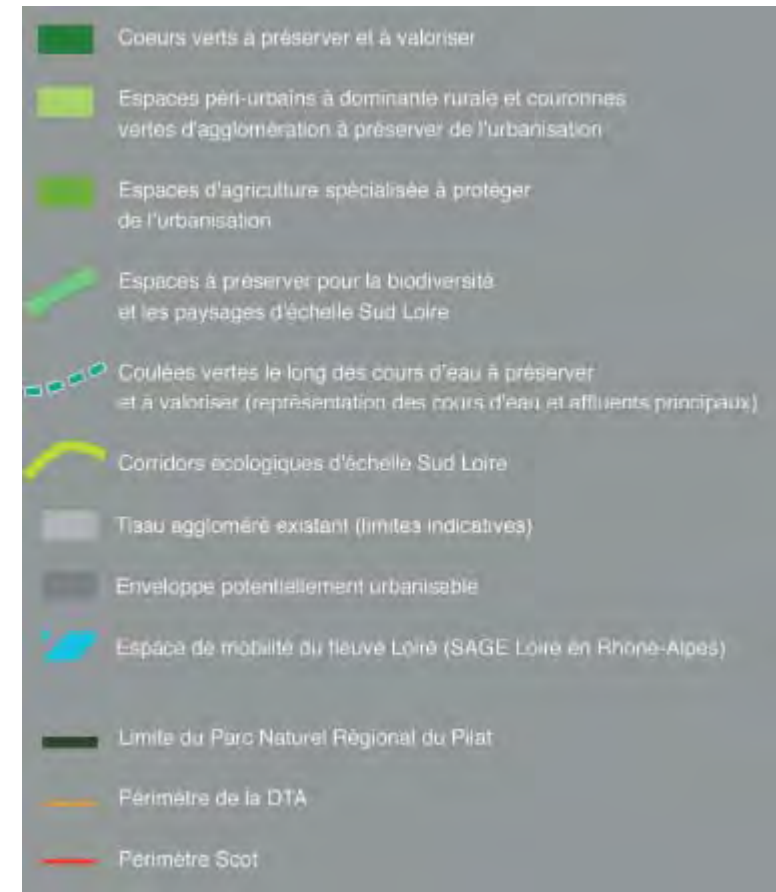 Coeurs verts à préserver et à valoriser
Espaces péri-urbains à dominante rurale et couronnes
vertes d'agglomération à préserver de l'urbanisation
Espaces d'agriculture spécialisée à protéger
de l'urbanisation
Espaces à préserver pour la biodiversité
et les paysages d'échelle Sud Loire
Coulées vertes le long des cours d'eau à préserver
et à valoriser (représentation des cours d'eau et affluents principaux)
Corridors écologiques d'échelle Sud Loire
Tissu aggloméré existant (limites indicatives)
Enveloppe potentiellement urbanisable
Espace de mobilité du fleuve Loire (SAGE Loire en Rhône-Alpes)
Limite du Parc Naturel Régional du Pilat
Périmètre de la DTA
Périmètre Scot